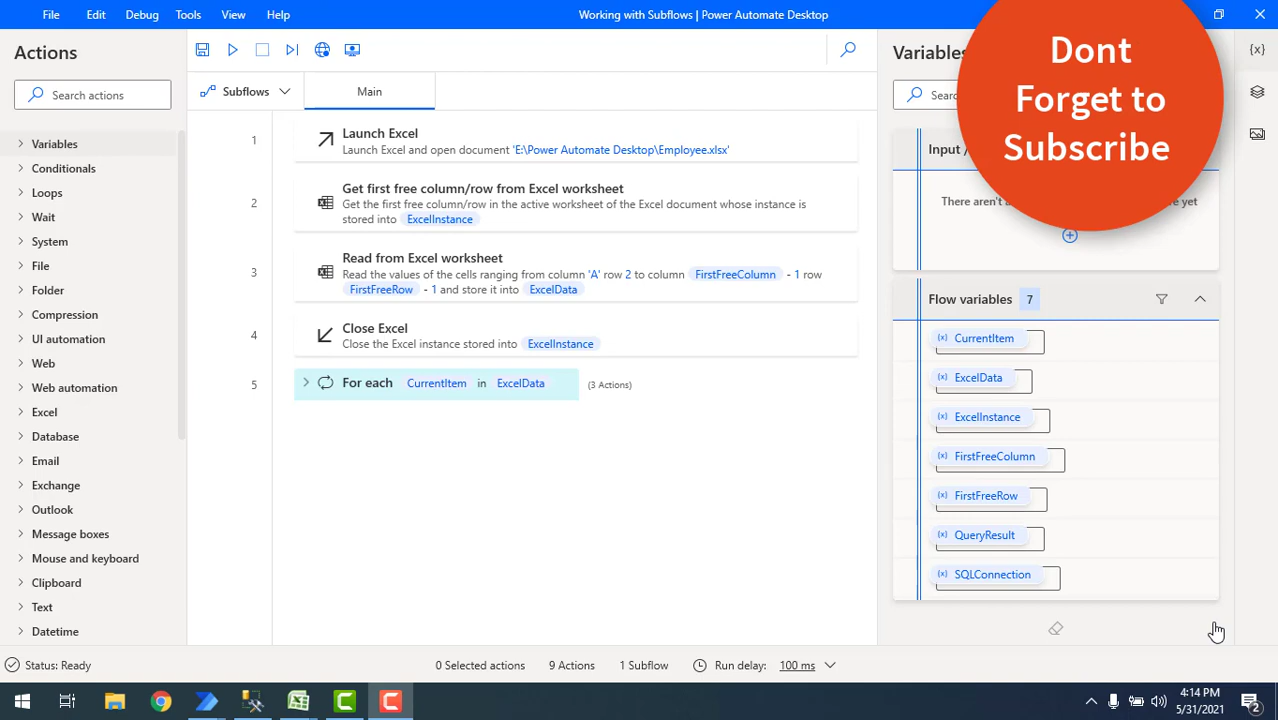 File Edit Debug Tools View Help
Working with Subflows | Power Automate Desktop
Dont
Forget to
Subscribe
Actions
Search actions
Variables
Conditionals
Loops
Wait
System
File
Folder
Compression
UI automation
Web
Web automation
Excel
Database
Email
Exchange
Outlook
Message boxes
Mouse and keyboard
Clipboard
Text
Datetime
Subflows
Main
1
Launch Excel
Launch Excel and open document 'E:\Power Automate Desktop\Employee.xlsx'
2
Get first free column/row from Excel worksheet
Get the first free column/row in the active worksheet of the Excel document whose instance is
stored into ExcelInstance
3
Read from Excel worksheet
Read the values of the cells ranging from column 'A' row 2 to column FirstFreeColumn - 1 row
FirstFreeRow - 1 and store it into ExcelData
4
Close Excel
Close the Excel instance stored into ExcelInstance
5
For each CurrentItem in ExcelData (3 Actions)
Variables
{x}
Input /
There aren't
yet
Flow variables 7
(x) CurrentItem
(x) ExcelData
(x) ExcelInstance
(x) FirstFreeColumn
(x) FirstFreeRow
(x) QueryResult
(x) SQLConnection
Status: Ready
0 Selected actions
9 Actions
1 Subflow
Run delay: 100 ms
4:14 PM
5/31/2021
2